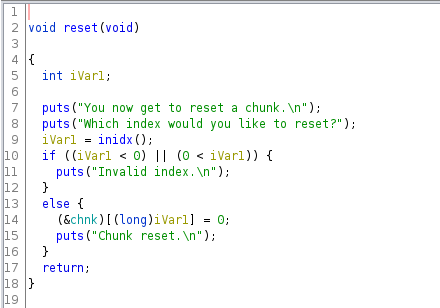 1
2 void reset(void)
3
4 {
5 int iVar1;
6
7 puts("You now get to reset a chunk.\n");
8 puts("Which index would you like to reset?");
9 iVar1 = inidx();
10 if ((iVar1 < 0) || (0 < iVar1)) {
11 puts("Invalid index.\n");
12 }
13 else {
14 (&chnk)[(long)iVar1] = 0;
15 puts("Chunk reset.\n");
16 }
17 return;
18 }
19